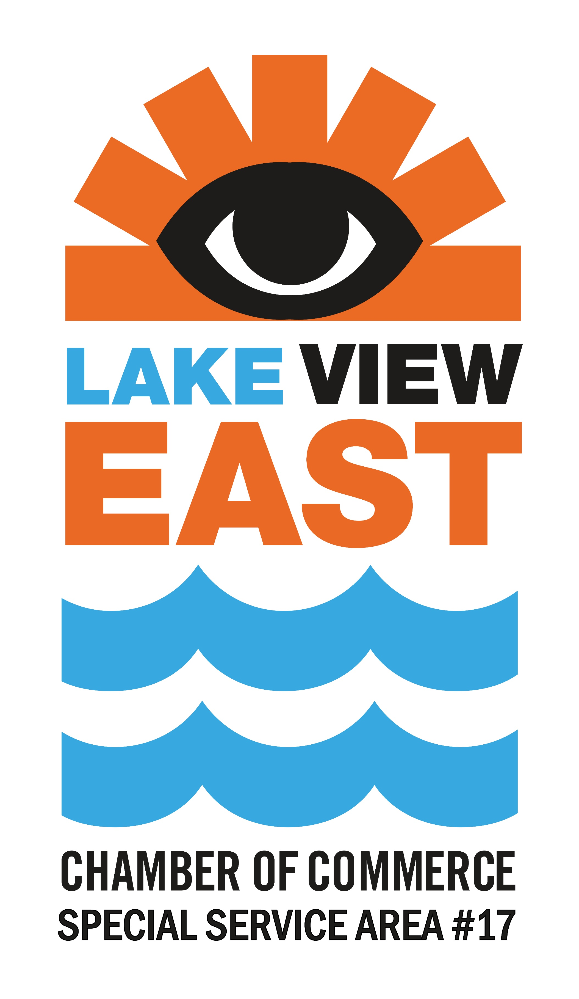 LAKE VIEW
EAST
CHAMBER OF COMMERCE
SPECIAL SERVICE AREA #17